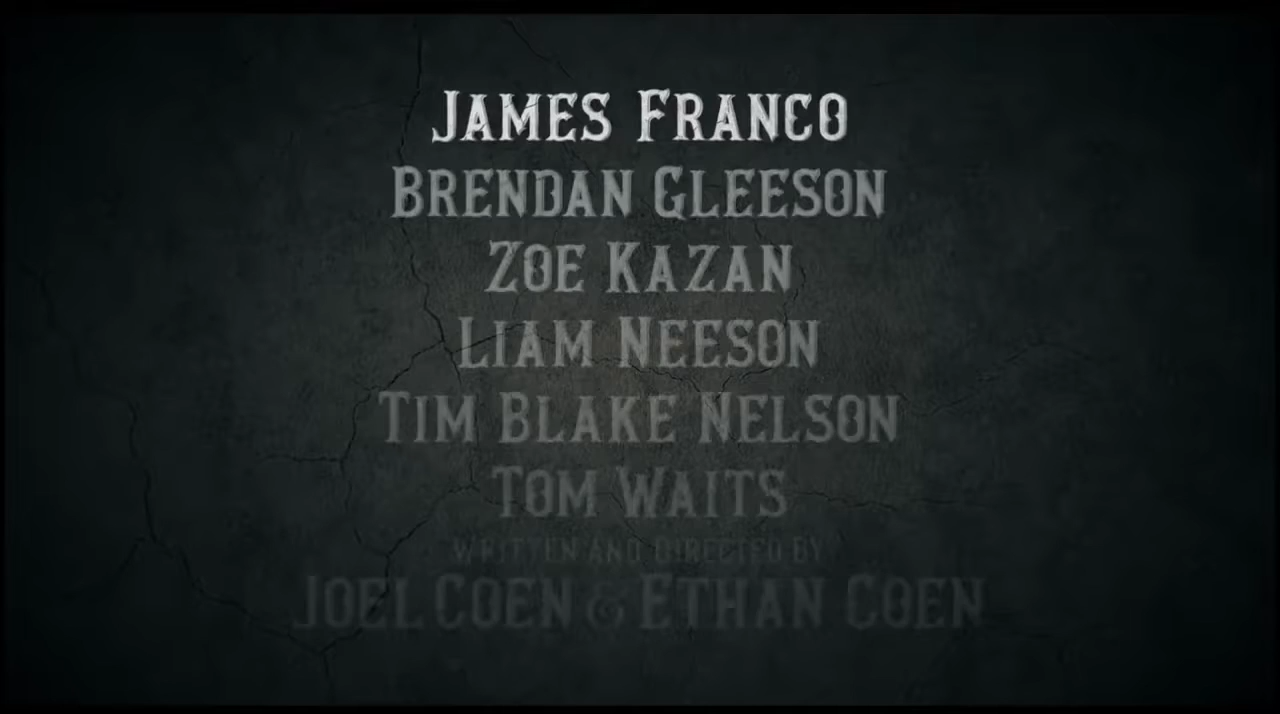 JAMES FRANCO
BRENDAN GLEESON
ZOE KAZAN
LIAM NEESON
TIM BLAKE NELSON
TOM WAITS
WRITTEN AND DIRECTED BY
JOEL COEN & ETHAN COEN